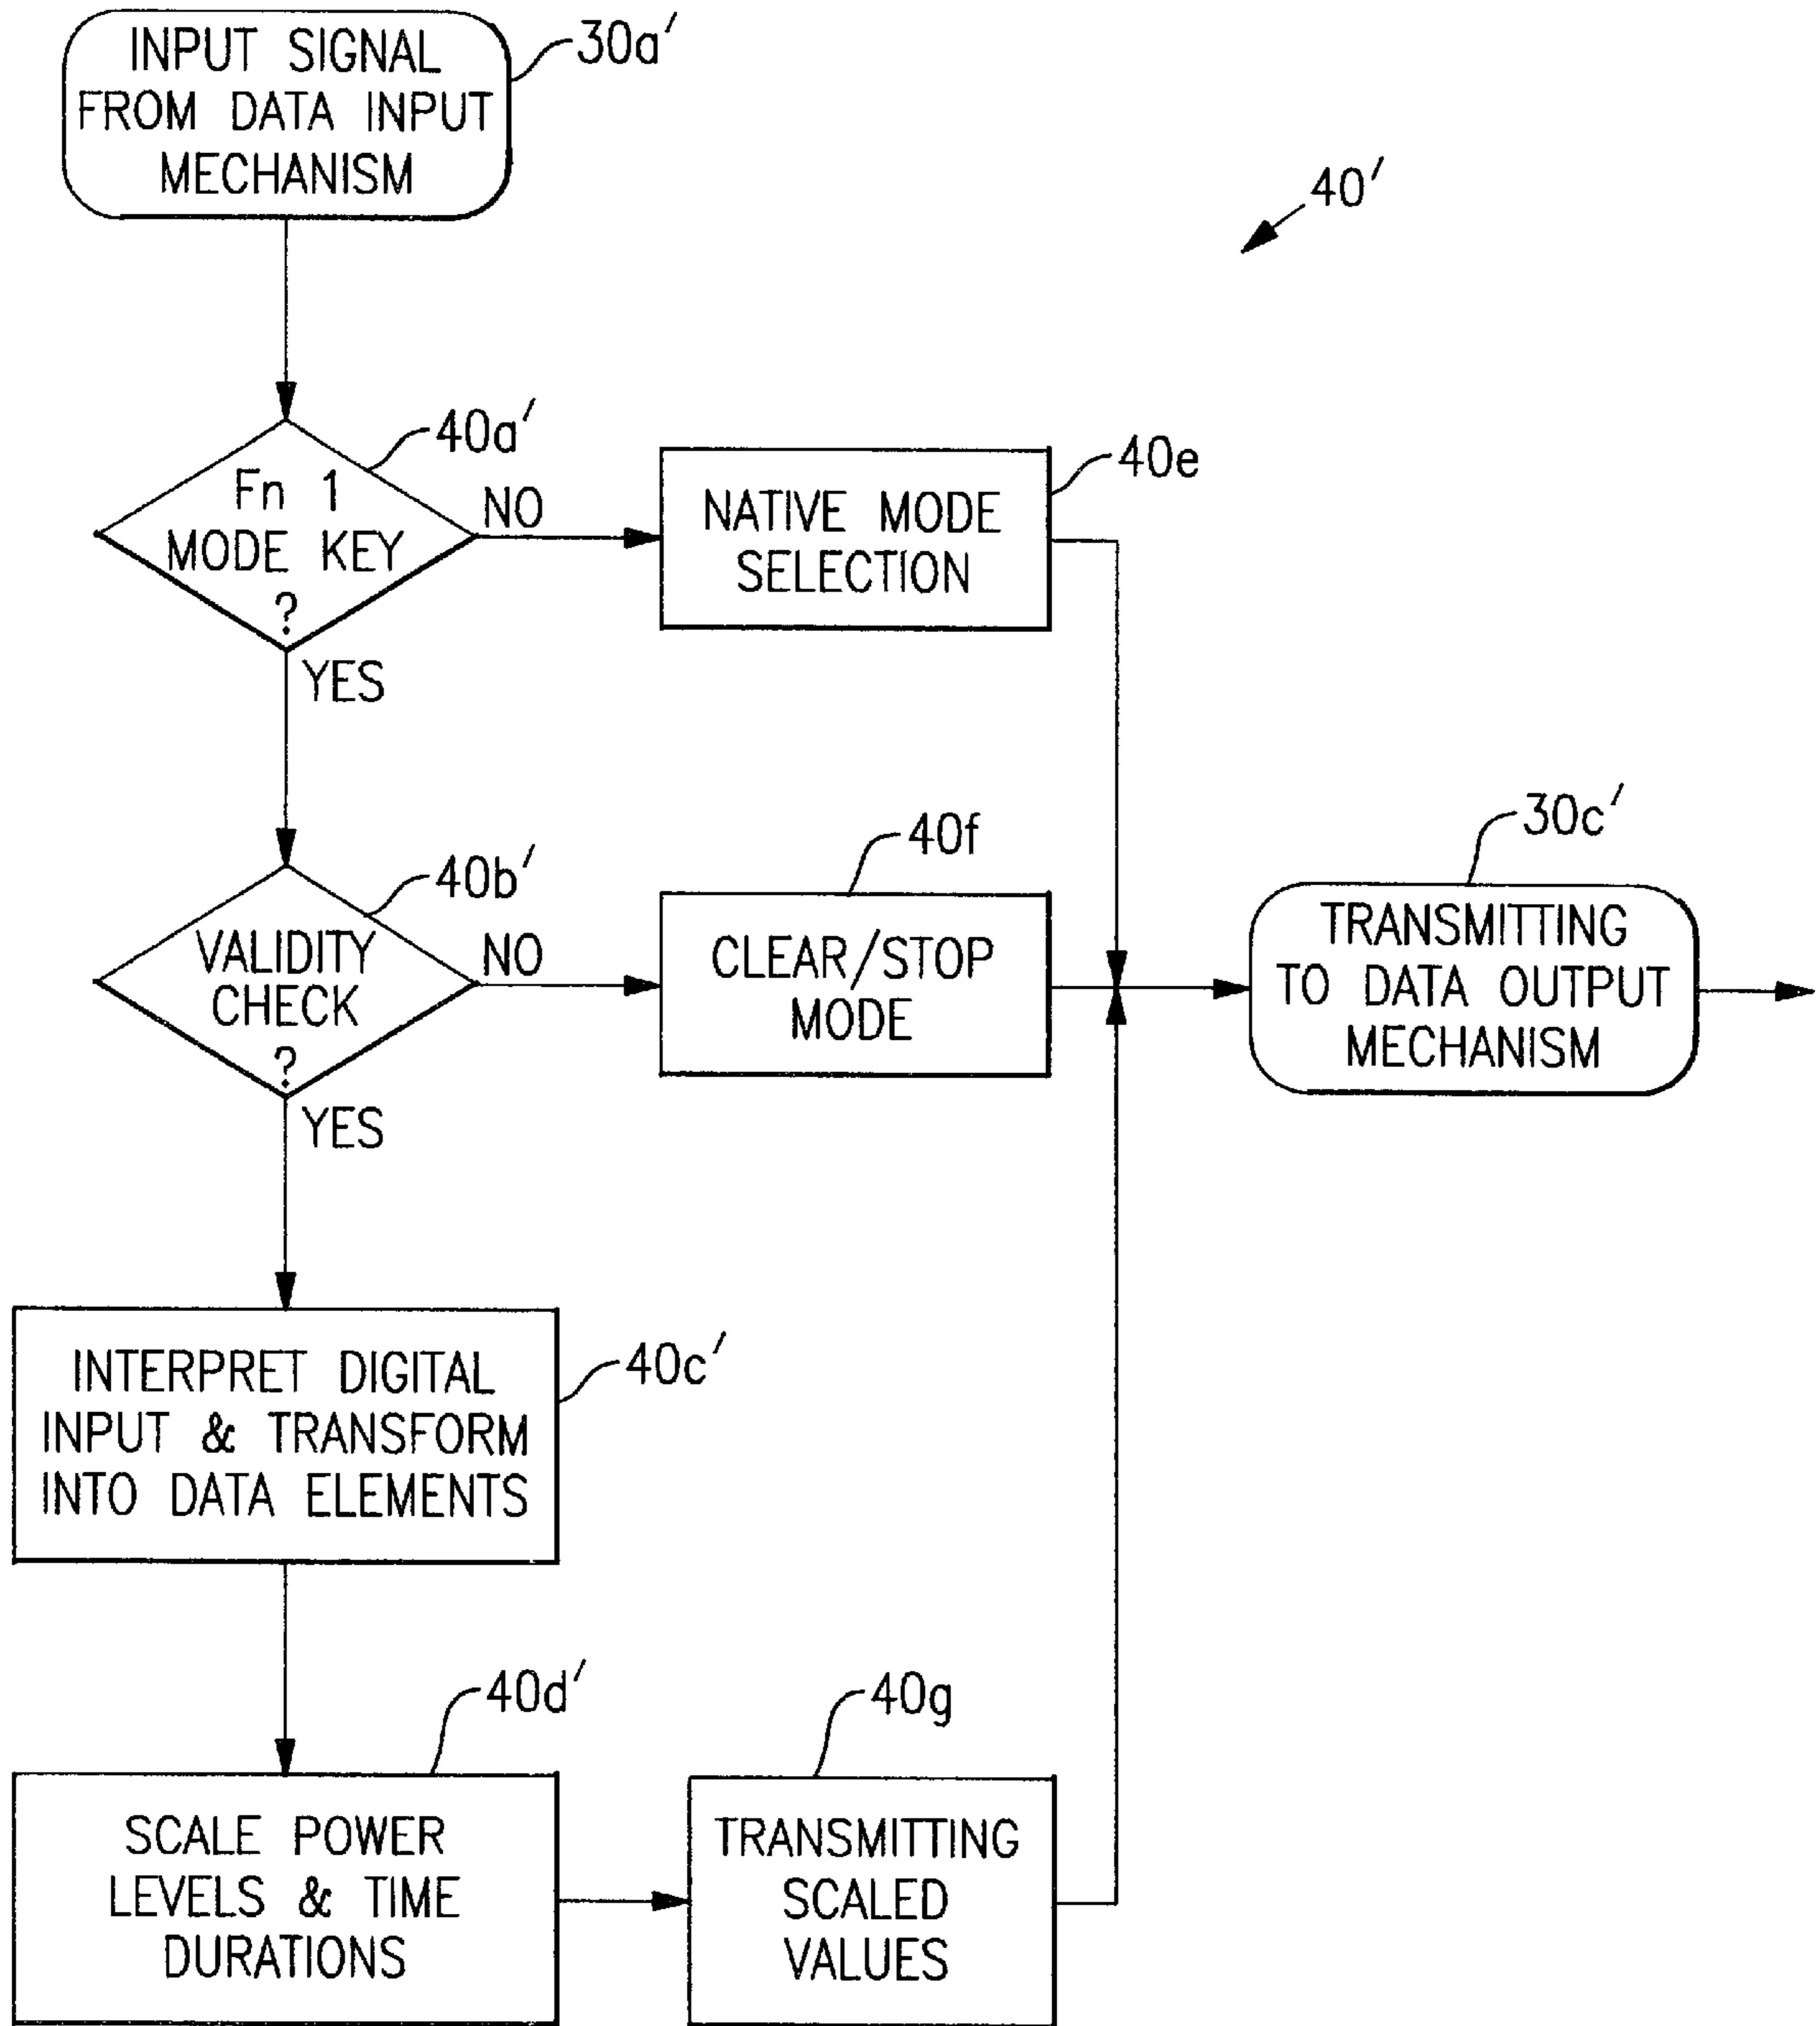 INPUT SIGNAL
FROM DATA INPUT
MECHANISM
30a'
40'
Fn 1
MODE KEY
?
40a'
NO
YES
NATIVE MODE
SELECTION
40e
VALIDITY
CHECK
?
40b'
NO
YES
CLEAR/STOP
MODE
40f
TRANSMITTING
TO DATA OUTPUT
MECHANISM
30c'
INTERPRET DIGITAL
INPUT & TRANSFORM
INTO DATA ELEMENTS
40c'
SCALE POWER
LEVELS & TIME
DURATIONS
40d'
TRANSMITTING
SCALED
VALUES
40g